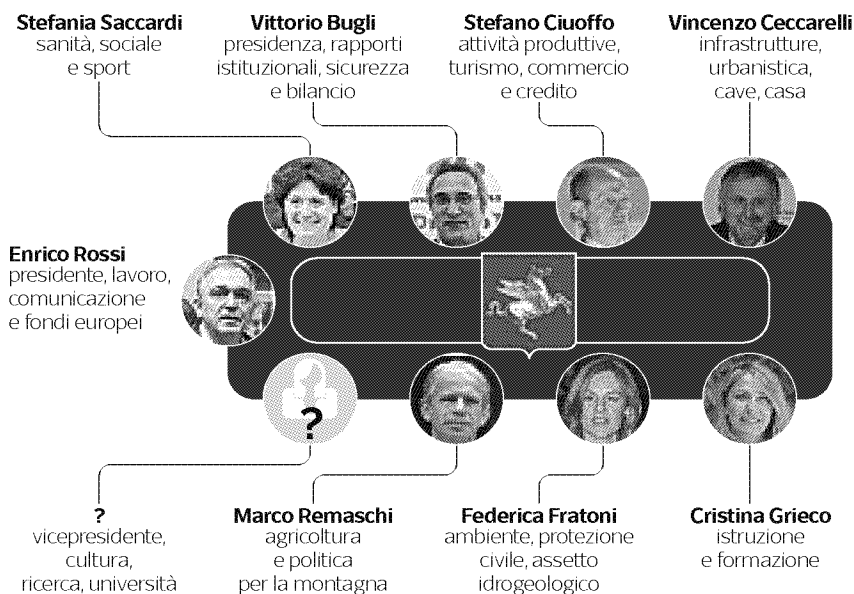 Stefania Saccardi
sanità, sociale
e sport
Vittorio Bugli
presidenza, rapporti
istituzionali, sicurezza
e bilancio
Stefano Ciuoffo
attività produttive,
turismo, commercio
e credito
Vincenzo Ceccarelli
infrastrutture,
urbanistica,
cave, casa
Enrico Rossi
presidente, lavoro,
comunicazione
e fondi europei
?
?
vicepresidente,
cultura,
ricerca, università
Marco Remaschi
agricoltura
e politica
per la montagna
Federica Fratoni
ambiente, protezione
civile, assetto
idrogeologico
Cristina Grieco
istruzione
e formazione